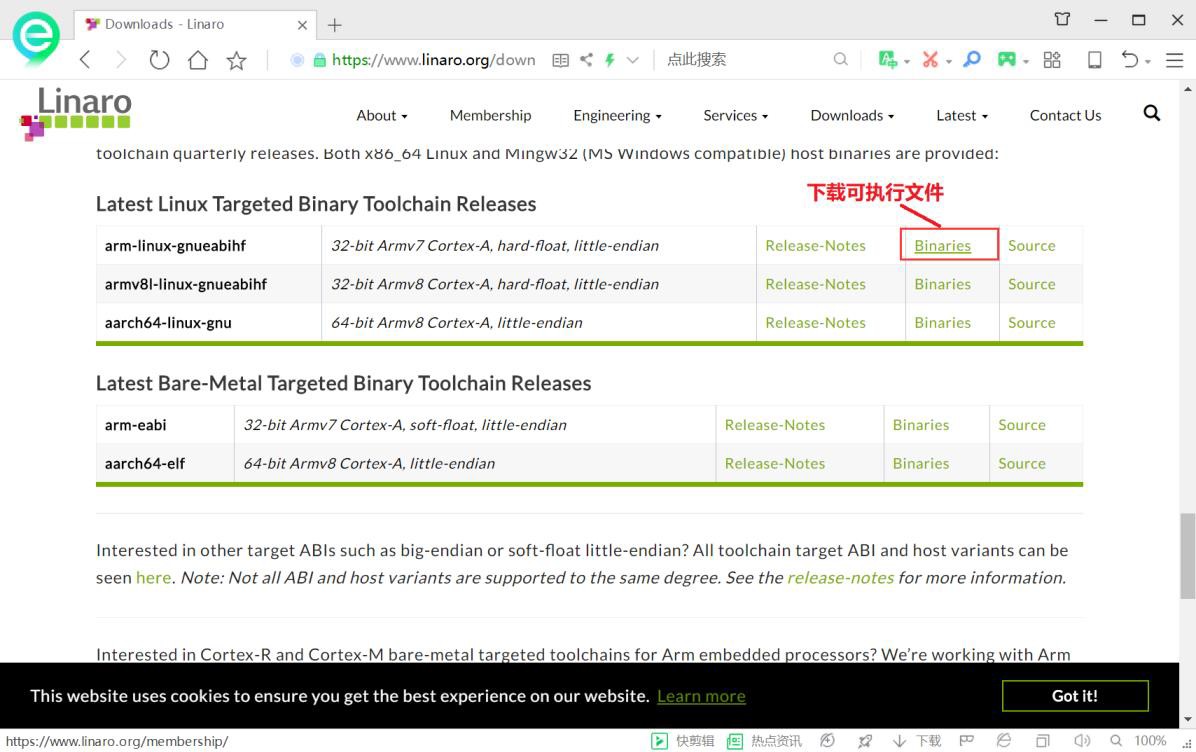 Downloads - Linaro
https://www.linaro.org/down
点此搜索
Linaro
About
Membership
Engineering
Services
Downloads
Latest
Contact Us
toolchain quarterly releases. Both x86_64 Linux and Mingw32 (MS Windows compatible) host binaries are provided:
下载可执行文件
Latest Linux Targeted Binary Toolchain Releases
arm-linux-gnueabihf 32-bit Armv7 Cortex-A, hard-float, little-endian Release-Notes Binaries Source
armv8l-linux-gnueabihf 32-bit Armv8 Cortex-A, hard-float, little-endian Release-Notes Binaries Source
aarch64-linux-gnu 64-bit Armv8 Cortex-A, little-endian Release-Notes Binaries Source
Latest Bare-Metal Targeted Binary Toolchain Releases
arm-eabi 32-bit Armv7 Cortex-A, soft-float, little-endian Release-Notes Binaries Source
aarch64-elf 64-bit Armv8 Cortex-A, little-endian Release-Notes Binaries Source
Interested in other target ABIs such as big-endian or soft-float little-endian? All toolchain target ABI and host variants can be
seen here. Note: Not all ABI and host variants are supported to the same degree. See the release-notes for more information.
Interested in Cortex-R and Cortex-M bare-metal targeted toolchains for Arm embedded processors? We're working with Arm
This website uses cookies to ensure you get the best experience on our website. Learn more
Got it!
https://www.linaro.org/membership/
快剪辑
热点资讯
下载
100%